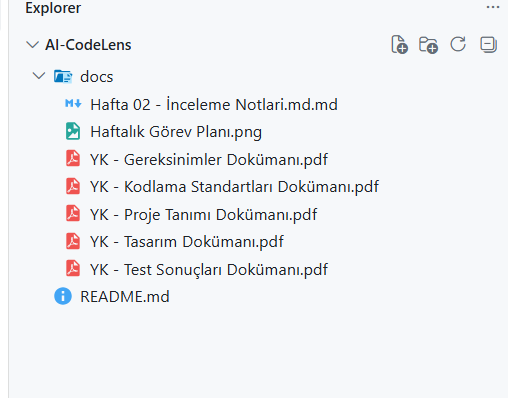 Explorer
AI-CodeLens
docs
Hafta 02 - İnceleme Notlari.md.md
Haftalık Görev Planı.png
YK - Gereksinimler Dokümanı.pdf
YK - Kodlama Standartları Dokümanı.pdf
YK - Proje Tanımı Dokümanı.pdf
YK - Tasarım Dokümanı.pdf
YK - Test Sonuçları Dokümanı.pdf
README.md